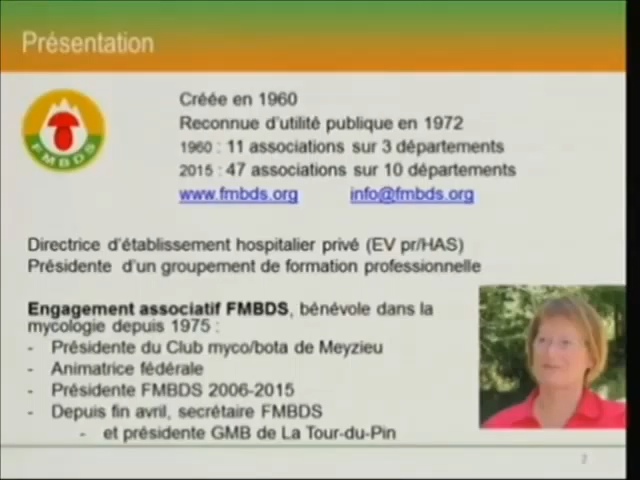 Présentation
FMBDS
Créée en 1960
Reconnue d'utilité publique en 1972
1960 : 11 associations sur 3 départements
2015 : 47 associations sur 10 départements
www.fmbds.org info@fmbds.org
Directrice d'établissement hospitalier privé (EV pr/HAS)
Présidente d'un groupement de formation professionnelle
Engagement associatif FMBDS, bénévole dans la
mycologie depuis 1975 :
- Présidente du Club myco/bota de Meyzieu
- Animatrice fédérale
- Présidente FMBDS 2006-2015
- Depuis fin avril, secrétaire FMBDS
- et présidente GMB de La Tour-du-Pin
2